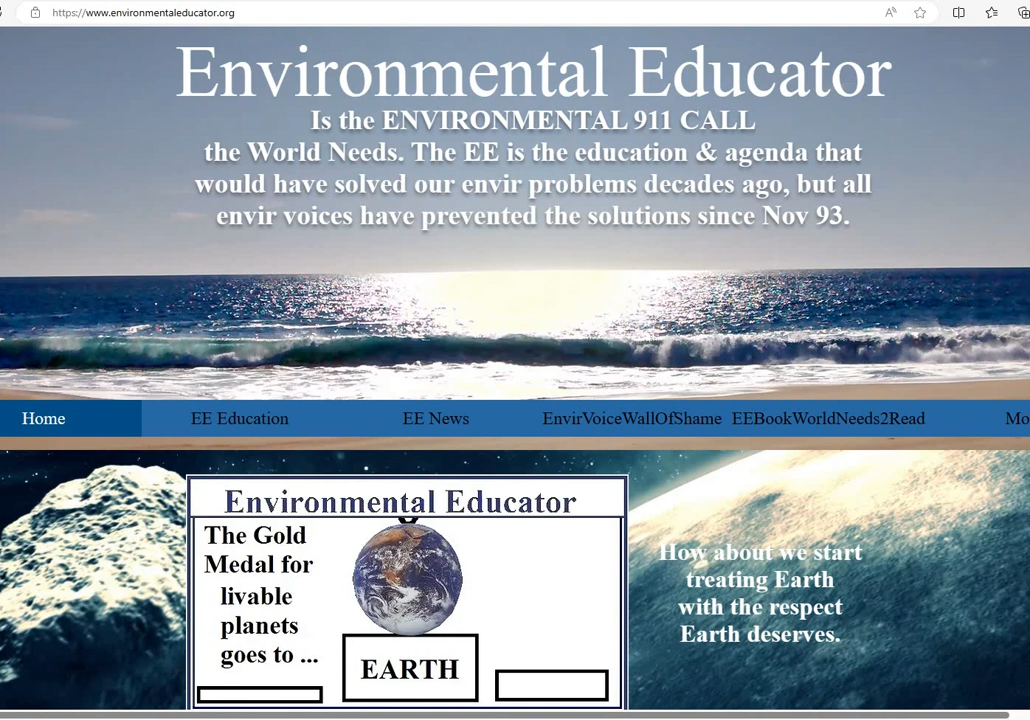 https://www.environmentaleducator.org
Environmental Educator
Is the ENVIRONMENTAL 911 CALL
the World Needs. The EE is the education & agenda that
would have solved our envir problems decades ago, but all
envir voices have prevented the solutions since Nov 93.
Home EE Education EE News EnvirVoiceWallOfShame EEBookWorldNeeds2Read Mo
Environmental Educator
The Gold
Medal for
livable
planets
goes to ...
EARTH
How about we start
treating Earth
with the respect
Earth deserves.